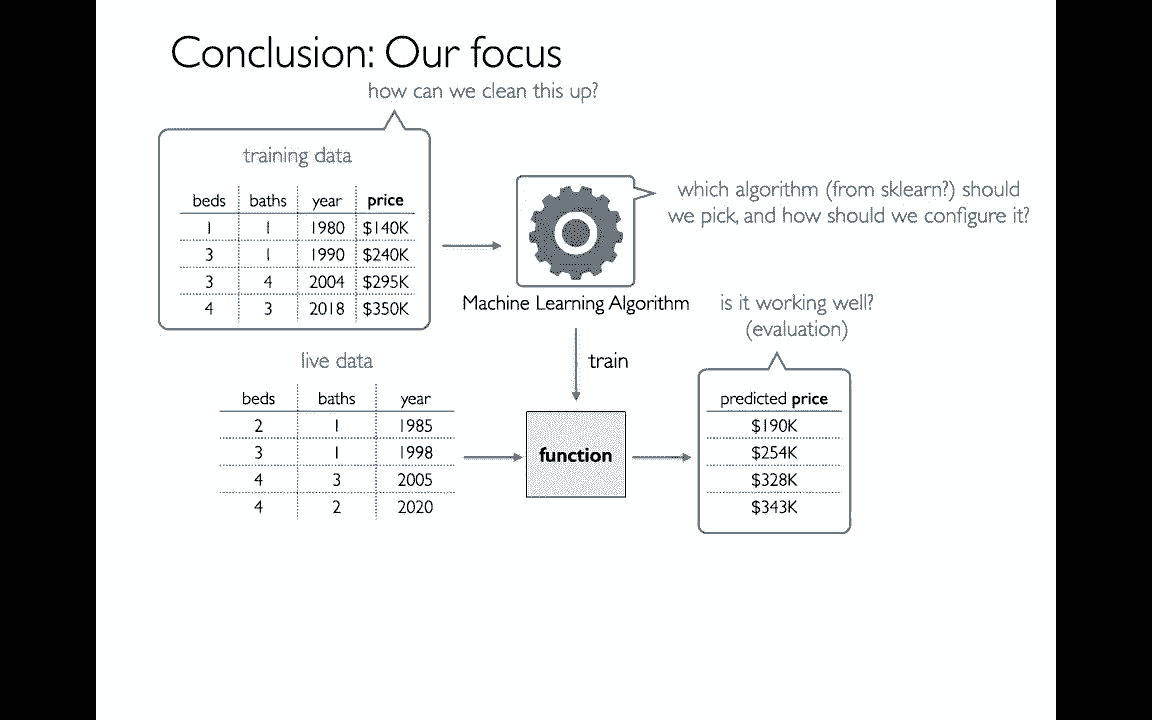 Conclusion: Our focus
how can we clean this up?
training data
beds baths year price
1 1 1980 $140K
3 1 1990 $240K
3 4 2004 $295K
4 3 2018 $350K
which algorithm (from sklearn?) should
we pick, and how should we configure it?
Machine Learning Algorithm
train
is it working well?
(evaluation)
live data
beds baths year
2 1 1985
3 1 1998
4 3 2005
4 2 2020
function
predicted price
$190K
$254K
$328K
$343K